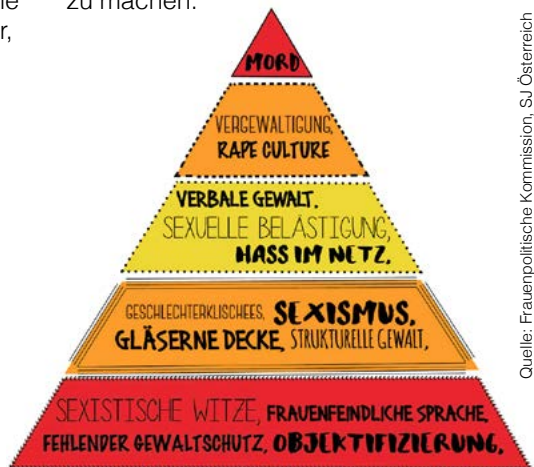 zu machen.
MORD
VERGEWALTIGUNG,
RAPE CULTURE
VERBALE GEWALT,
SEXUELLE BELÄSTIGUNG,
HASS IM NETZ,
GESCHLECHTERKLISCHEES, SEXISMUS,
GLÄSERNE DECKE, STRUKTURELLE GEWALT,
SEXISTISCHE WITZE, FRAUENFEINDLICHE SPRACHE,
FEHLENDER GEWALTSCHUTZ, OBJEKTIFIZIERUNG,
Quelle: Frauenpolitische Kommission, SJ Österreich